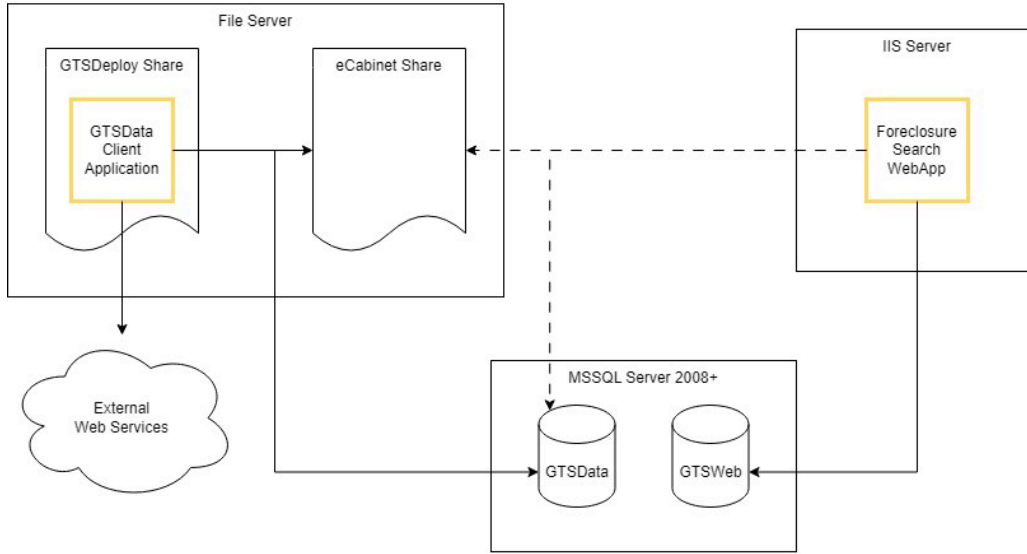 File Server
GTSDeploy Share
eCabinet Share
GTSData
Client
Application
IIS Server
Foreclosure
Search
WebApp
External
Web Services
MSSQL Server 2008+
GTSData
GTSWeb